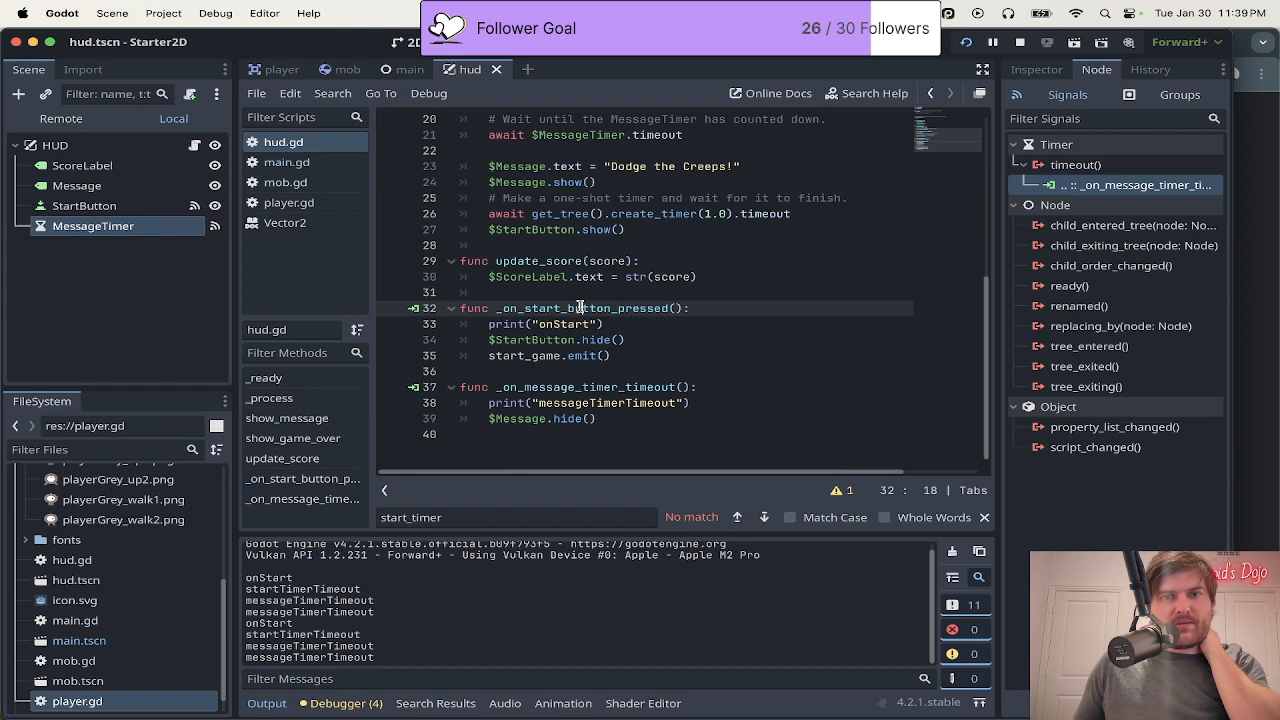 Godot
Follower Goal
26 / 30 Followers
Tue Jan 30 11:39 PM
hud.tsm - Starter2D
2D
Forward+
Scene
Import
Filter: name, t:t
Remote
Local
HUD
ScoreLabel
Message
StartButton
MessageTimer
FileSystem
res://player.gd
Filter Files
playerGrey_up2.png
playerGrey_walk1.png
playerGrey_walk2.png
fonts
hud.gd
hud.tscn
icon.svg
main.gd
main.tscn
mob.gd
mob.tscn
player.gd
player
mob
main
hud
File
Edit
Search
Go To
Debug
Online Docs
Search Help
Filter Scripts
hud.gd
main.gd
mob.gd
player.gd
Vector2
hud.gd
Filter Methods
_ready
_process
show_message
show_game_over
update_score
_on_start_button_p...
_on_message_time...
20 # Wait until the MessageTimer has counted down.
21 await $MessageTimer.timeout
22
23 $Message.text = "Dodge the Creeps!"
24 $Message.show()
25 # Make a one-shot timer and wait for it to finish.
26 await get_tree().create_timer(1.0).timeout
27 $StartButton.show()
28
29 func update_score(score):
30 $ScoreLabel.text = str(score)
31
32 func _on_start_button_pressed():
33 print("onStart")
34 $StartButton.hide()
35 start_game.emit()
36
37 func _on_message_timer_timeout():
38 print("messageTimerTimeout")
39 $Message.hide()
40
1 32 : 18 | Tabs
start_timer
No match
Match Case
Whole Words
Godot Engine v4.2.1.stable.official.b09f793f5 - https://godotengine.org
Vulkan API 1.2.231 - Forward+ - Using Vulkan Device #0: Apple - Apple M2 Pro
onStart
startTimerTimeout
messageTimerTimeout
messageTimerTimeout
onStart
startTimerTimeout
messageTimerTimeout
messageTimerTimeout
11
0
0
0
Filter Messages
Output
Debugger (4)
Search Results
Audio
Animation
Shader Editor
4.2.1.stable
Inspector
Node
History
Signals
Groups
Filter Signals
Timer
timeout()
.. :: _on_message_timer_ti...
Node
child_entered_tree(node: No...
child_exiting_tree(node: Node)
child_order_changed()
ready()
renamed()
replacing_by(node: Node)
tree_entered()
tree_exited()
tree_exiting()
Object
property_list_changed()
script_changed()
Dojo